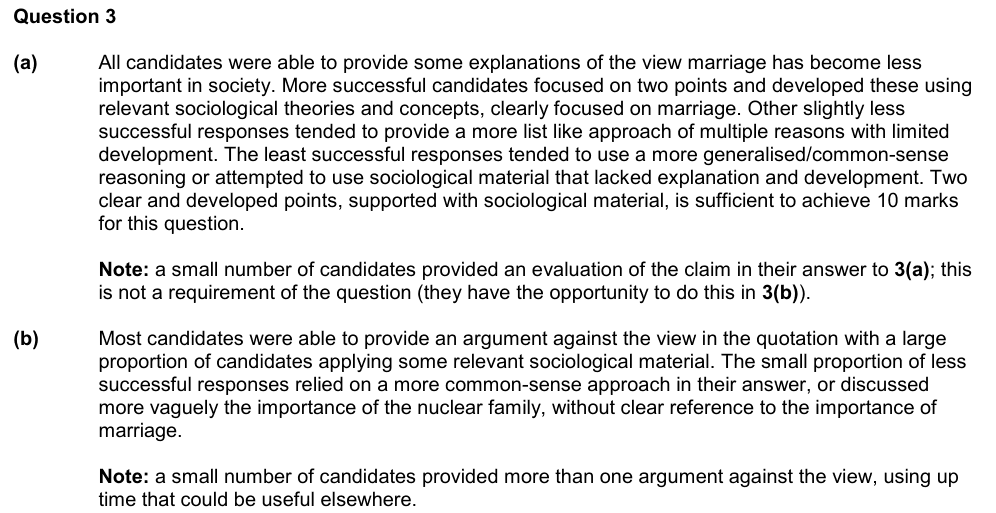 Question 3
(a) All candidates were able to provide some explanations of the view marriage has become less
important in society. More successful candidates focused on two points and developed these using
relevant sociological theories and concepts, clearly focused on marriage. Other slightly less
successful responses tended to provide a more list like approach of multiple reasons with limited
development. The least successful responses tended to use a more generalised/common-sense
reasoning or attempted to use sociological material that lacked explanation and development. Two
clear and developed points, supported with sociological material, is sufficient to achieve 10 marks
for this question.
Note: a small number of candidates provided an evaluation of the claim in their answer to 3(a); this
is not a requirement of the question (they have the opportunity to do this in 3(b)).
(b) Most candidates were able to provide an argument against the view in the quotation with a large
proportion of candidates applying some relevant sociological material. The small proportion of less
successful responses relied on a more common-sense approach in their answer, or discussed
more vaguely the importance of the nuclear family, without clear reference to the importance of
marriage.
Note: a small number of candidates provided more than one argument against the view, using up
time that could be useful elsewhere.